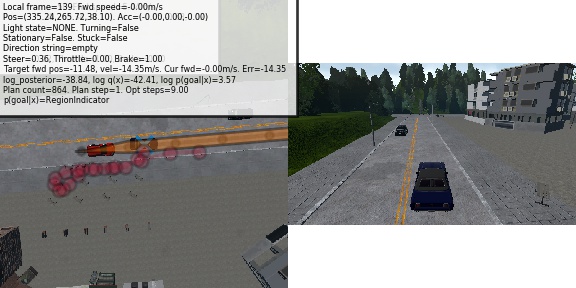 Local frame=139. Fwd speed=-0.00m/s
Pos=(335.24,265.72,38.10). Acc=(-0.00,0.00,-0.00)
Light state=NONE. Turning=False
Stationary=False. Stuck=False
Direction string=empty
Steer=0.36, Throttle=0.00, Brake=1.00
Target fwd pos=-11.48, vel=-14.35m/s. Cur fwd=-0.00m/s. Err=-14.35
log_posterior=-38.84, log q(x)=-42.41, log p(goal|x)=3.57
Plan count=864. Plan step=1. Opt steps=9.00
p(goal|x)=RegionIndicator